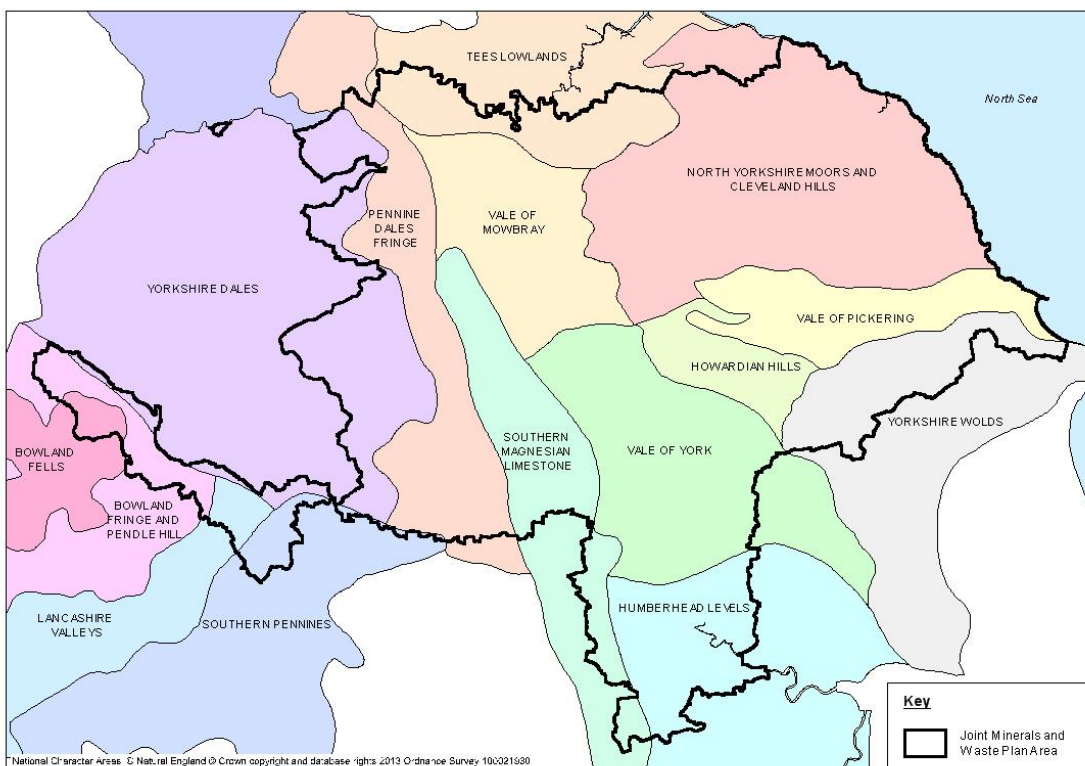 TEES LOWLANDS
North Sea
NORTH YORKSHIRE MOORS AND
CLEVELAND HILLS
PENNINE
DALES
FRINGE
VALE OF
MOWBRAY
YORKSHIRE DALES
VALE OF PICKERING
HOWARDIAN HILLS
YORKSHIRE WOLDS
SOUTHERN
MAGNESIAN
LIMESTONE
VALE OF YORK
BOWLAND
FELLS
BOWLAND
FRINGE AND
PENDLE HILL
LANCASHIRE
VALLEYS
SOUTHERN PENNINES
HUMBERHEAD LEVELS
Key
Joint Minerals and
Waste Plan Area
National Character Areas © Natural England © Crown copyright and database rights 2013 Ordnance Survey 100021930